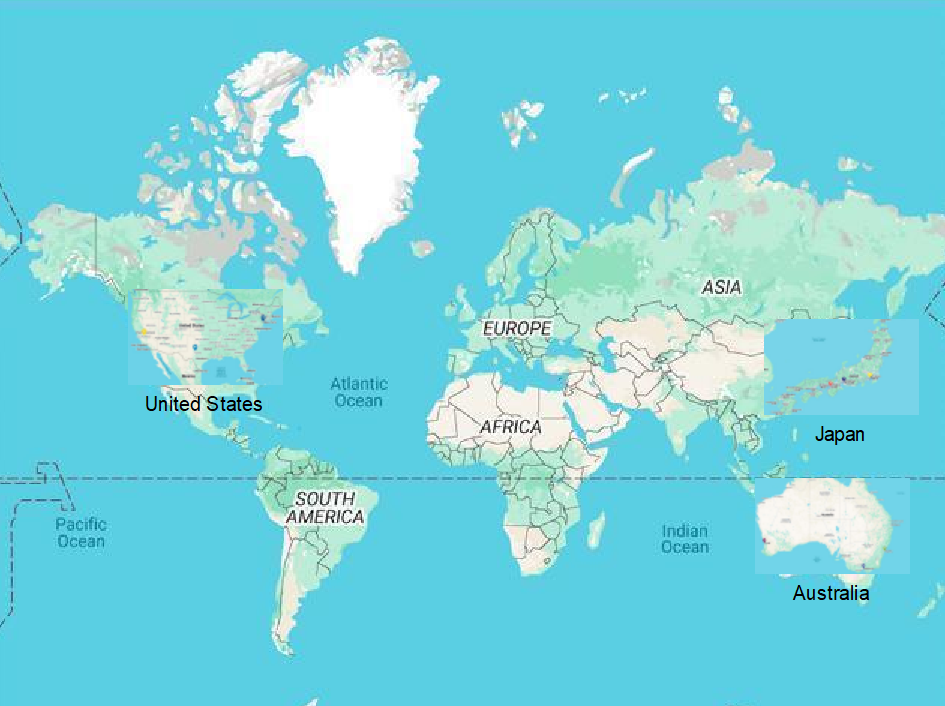 ASIA
EUROPE
Atlantic
Ocean
United States
AFRICA
Japan
SOUTH
AMERICA
Pacific
Ocean
Indian
Ocean
Australia